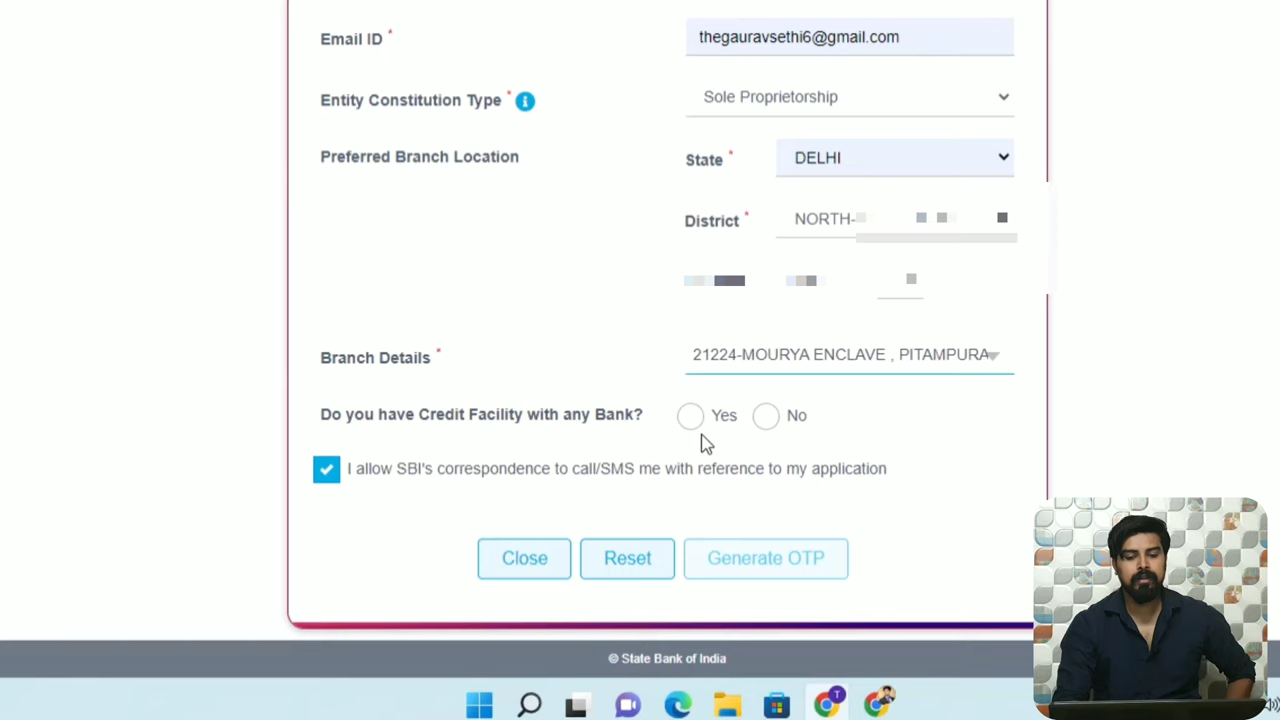 Email ID *
thegauravsethi6@gmail.com
Entity Constitution Type *
Sole Proprietorship
Preferred Branch Location
State *
DELHI
District *
NORTH-
Branch Details *
21224-MOURYA ENCLAVE , PITAMPURA
Do you have Credit Facility with any Bank?
Yes
No
I allow SBI's correspondence to call/SMS me with reference to my application
Close
Reset
Generate OTP
© State Bank of India
T